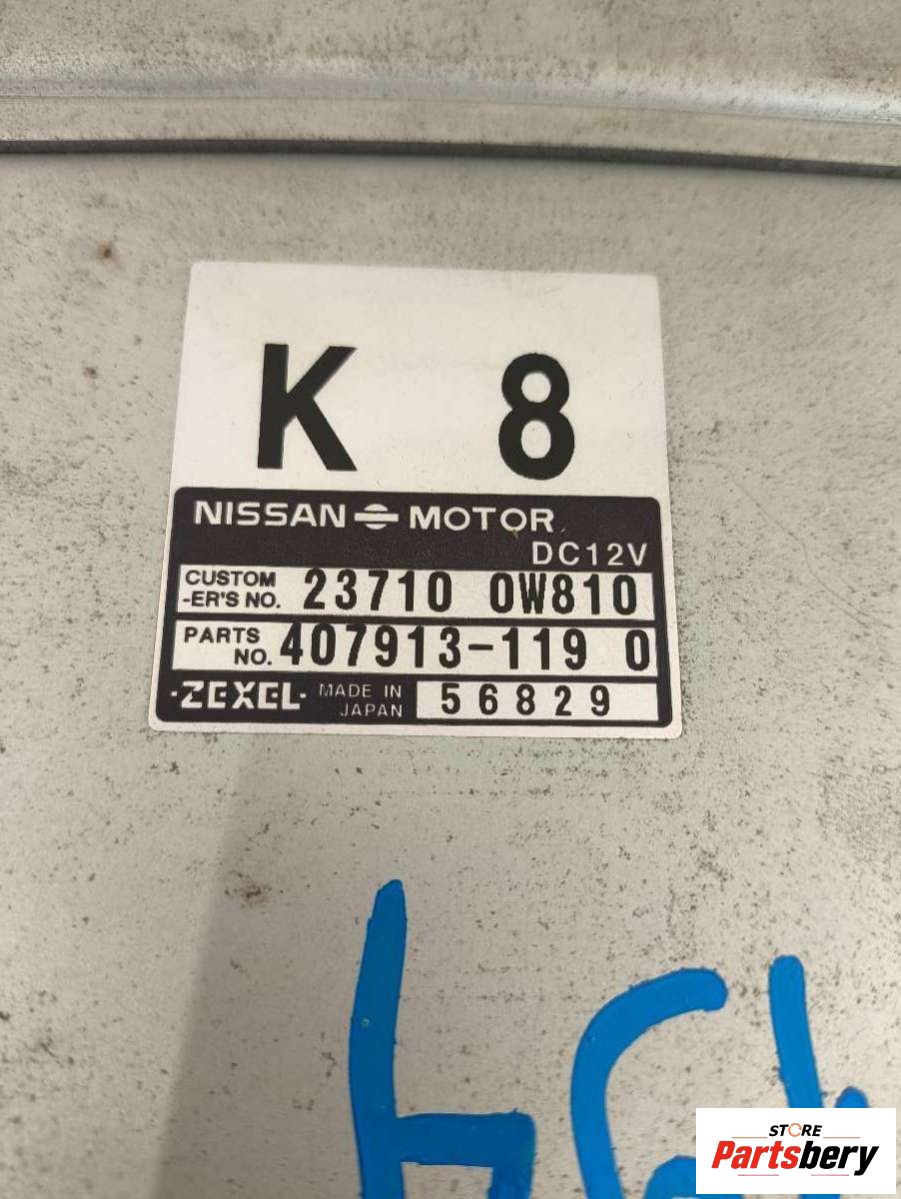 K 8
NISSAN MOTOR
DC12V
CUSTOM
-ER'S NO. 23710 0W810
PARTS
NO. 407913-119 0
·ZEXEL· MADE IN
JAPAN 56829
STORE
Partsbery